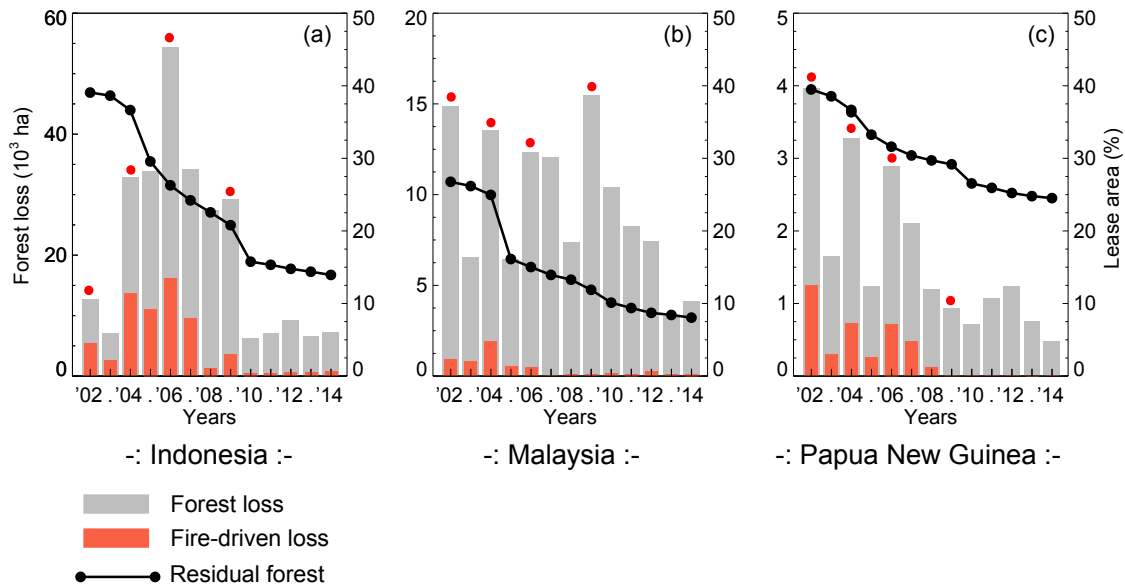 (a) (b) (c)
60 50 20 50 5 50
40 40 15 40 4 40
30 10 30 3 30
20 20 5 20 2 20
10 10 1 10
0 0 0 0 0 0
Forest loss (10³ ha)
Lease area (%)
'02 . '04 . '06 . '08 . '10 . '12 . '14
'02 . '04 . '06 . '08 . '10 . '12 . '14
'02 . '04 . '06 . '08 . '10 . '12 . '14
Years Years Years
-: Indonesia :- -: Malaysia :- -: Papua New Guinea :-
Forest loss
Fire-driven loss
Residual forest